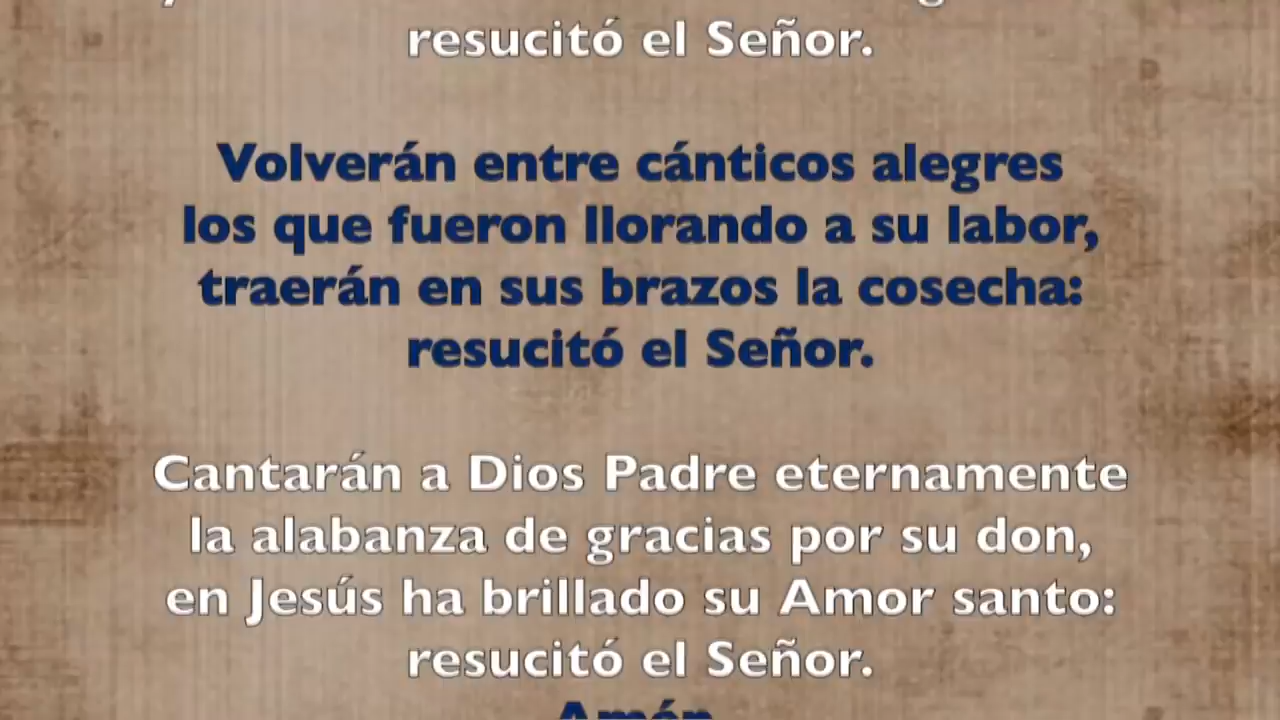 resucitó el Señor.
Volverán entre cánticos alegres
los que fueron llorando a su labor,
traerán en sus brazos la cosecha:
resucitó el Señor.
Cantarán a Dios Padre eternamente
la alabanza de gracias por su don,
en Jesús ha brillado su Amor santo:
resucitó el Señor.
Amén